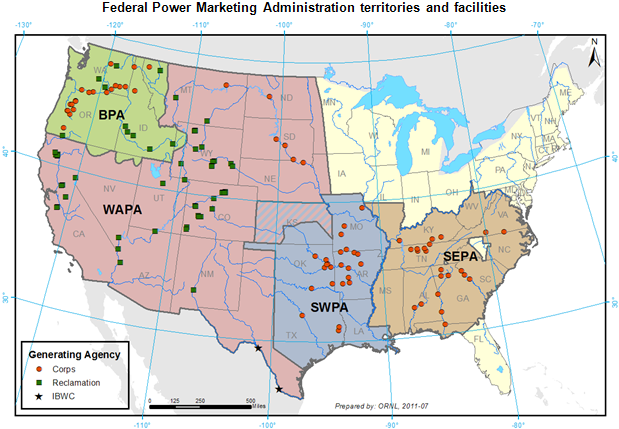 Federal Power Marketing Administration territories and facilities
-130°
-120°
-110°
-100°
-90°
-80°
-70°
N
WA
MT
ND
MN
ME
VT
NH
OR
BPA
ID
SD
WI
MI
NY
MA
CT
RI
WY
IA
PA
NJ
40°
40°
NE
NV
UT
IL
IN
OH
MD
DE
WAPA
CO
KS
MO
WV
VA
KY
CA
OK
AR
TN
SEPA
NC
AZ
NM
SC
SWPA
MS
AL
GA
30°
30°
TX
LA
FL
Generating Agency
Corps
Reclamation
IBWC
0 125 250 500
Miles
Prepared by: ORNL, 2011-07
-110°
-100°
-90°
-80°